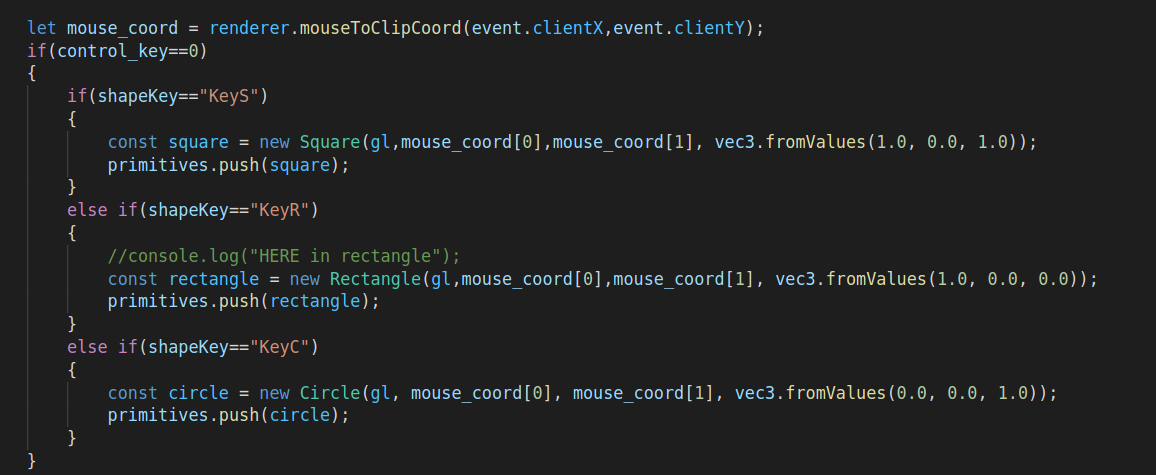 let mouse_coord = renderer.mouseToClipCoord(event.clientX,event.clientY);
if(control_key==0)
{
    if(shapeKey=="KeyS")
    {
        const square = new Square(gl,mouse_coord[0],mouse_coord[1], vec3.fromValues(1.0, 0.0, 1.0));
        primitives.push(square);
    }
    else if(shapeKey=="KeyR")
    {
        //console.log("HERE in rectangle");
        const rectangle = new Rectangle(gl,mouse_coord[0],mouse_coord[1], vec3.fromValues(1.0, 0.0, 0.0));
        primitives.push(rectangle);
    }
    else if(shapeKey=="KeyC")
    {
        const circle = new Circle(gl, mouse_coord[0], mouse_coord[1], vec3.fromValues(0.0, 0.0, 1.0));
        primitives.push(circle);
    }
}